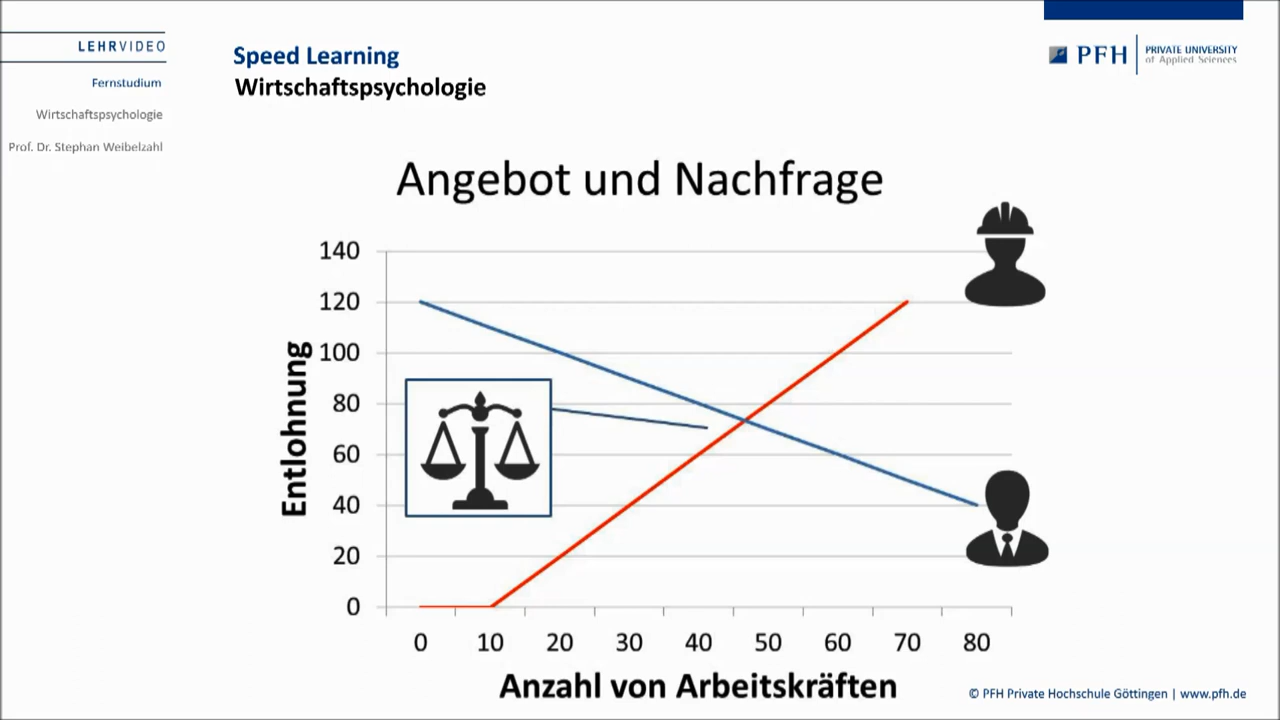 LEHRVIDEO
Fernstudium
Wirtschaftspsychologie
Prof. Dr. Stephan Weibelzahl
Speed Learning
Wirtschaftspsychologie
PFH
PRIVATE UNIVERSITY
of Applied Sciences
Angebot und Nachfrage
140
120
100
80
60
40
20
0
Entlohnung
0 10 20 30 40 50 60 70 80
Anzahl von Arbeitskräften
© PFH Private Hochschule Göttingen | www.pfh.de